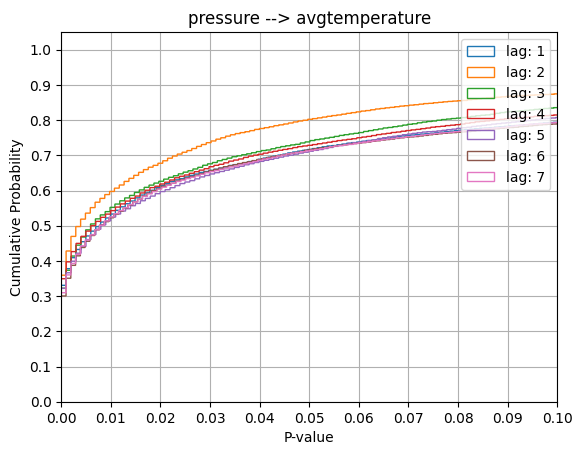 pressure --> avgtemperature
1.0
0.9
0.8
0.7
0.6
0.5
0.4
0.3
0.2
0.1
0.0
Cumulative Probability
lag: 1
lag: 2
lag: 3
lag: 4
lag: 5
lag: 6
lag: 7
0.00 0.01 0.02 0.03 0.04 0.05 0.06 0.07 0.08 0.09 0.10
P-value